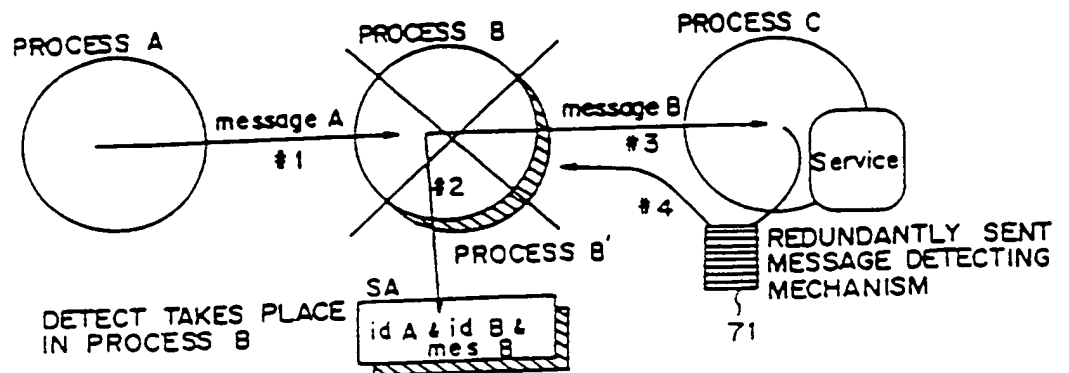 PROCESS A
PROCESS B
PROCESS C
message A
#1
message B
#3
Service
#2
#4
PROCESS B'
REDUNDANTLY SENT
MESSAGE DETECTING
MECHANISM
71
SA
DETECT TAKES PLACE
IN PROCESS B
id A & id B &
mes B